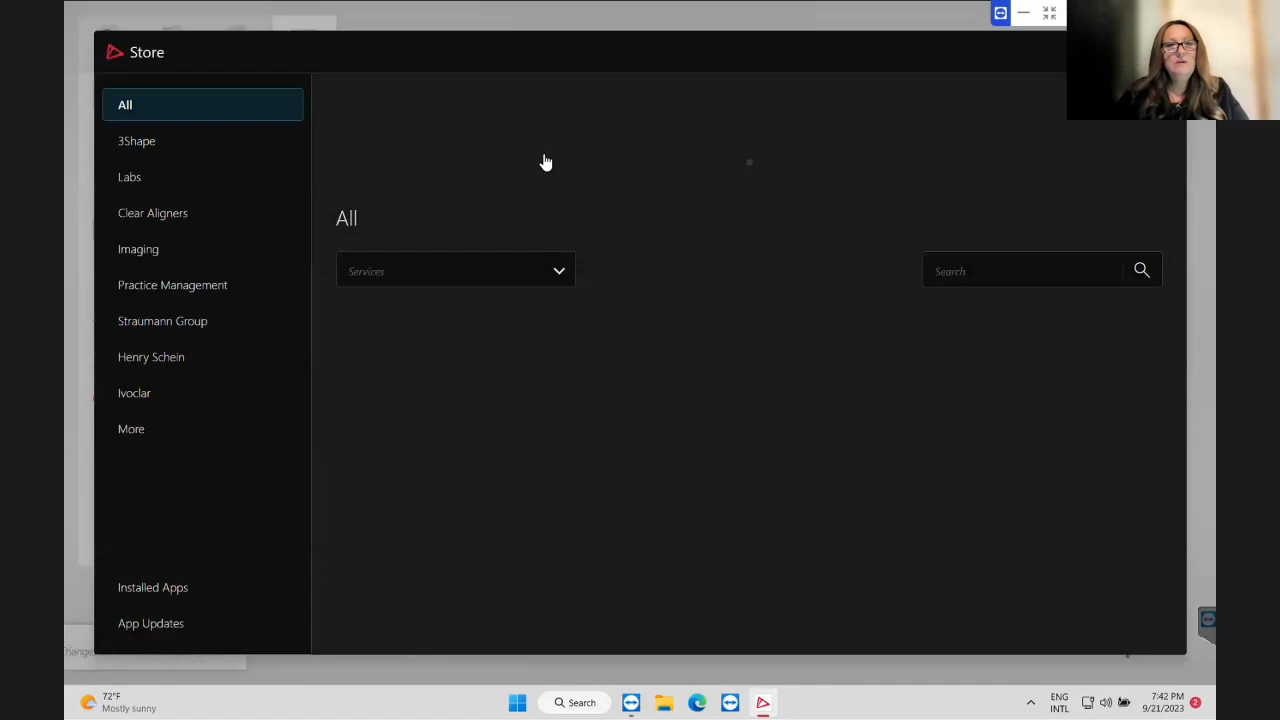 Store
All
3Shape
Labs
Clear Aligners
Imaging
Practice Management
Straumann Group
Henry Schein
Ivoclar
More
Installed Apps
App Updates
All
Services
Search
Change
72°F
Mostly sunny
Search
ENG
INTL
7:42 PM
9/21/2023
2